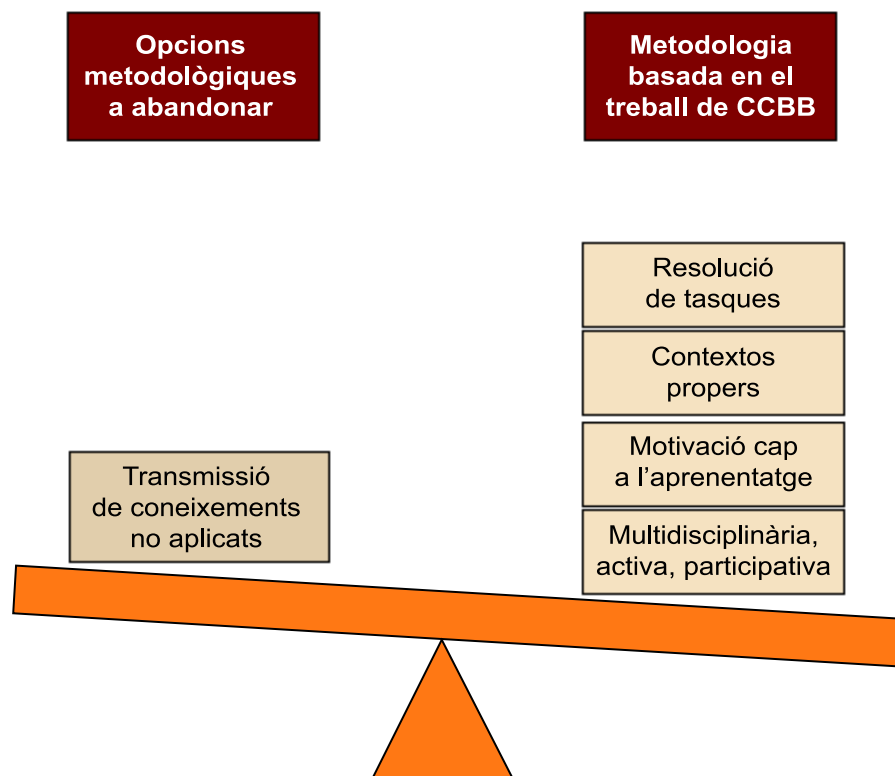 Opcions
metodològiques
a abandonar
Metodologia
basada en el
treball de CCBB
Resolució
de tasques
Contextos
propers
Motivació cap
a l’aprenentatge
Multidisciplinària,
activa, participativa
Transmissió
de coneixements
no aplicats